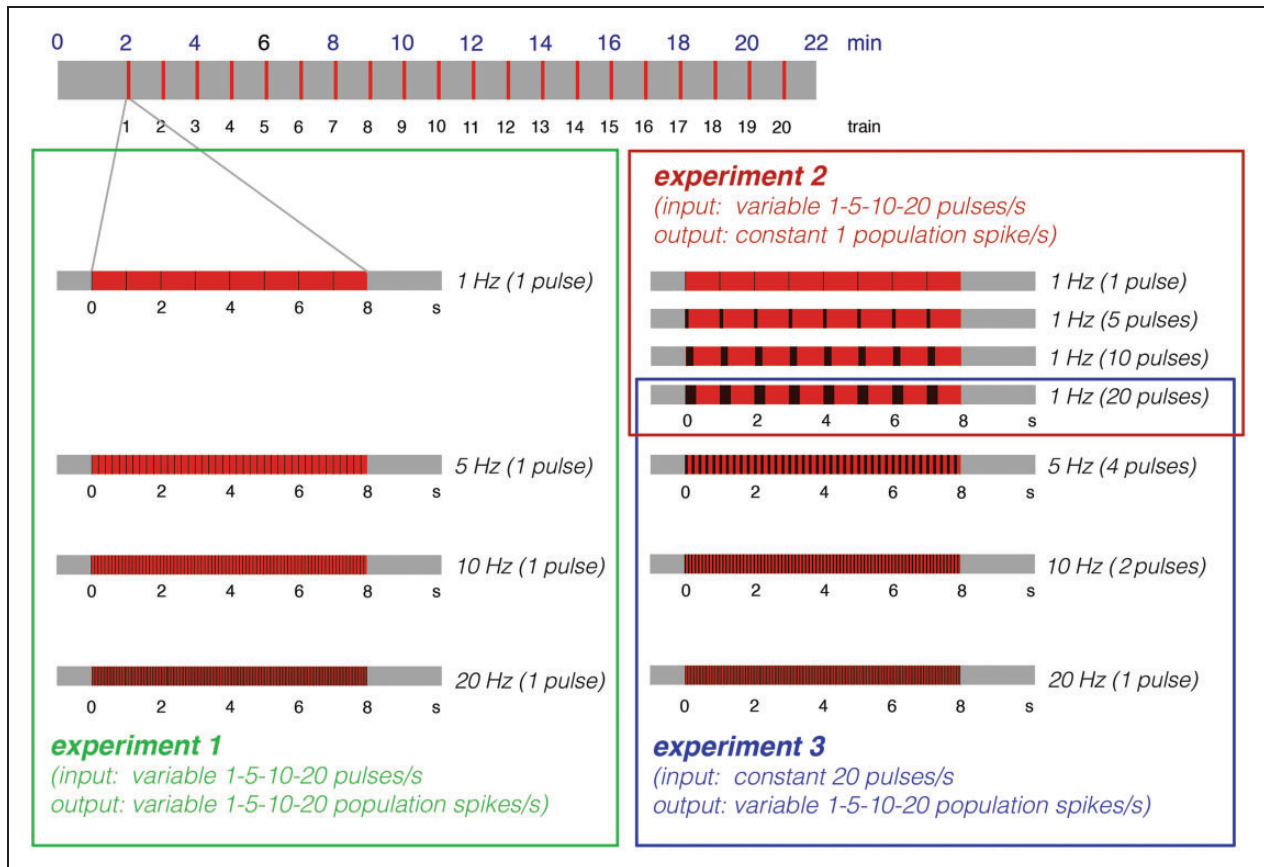 0 2 4 6 8 10 12 14 16 18 20 22 min
1 2 3 4 5 6 7 8 9 10 11 12 13 14 15 16 17 18 19 20 train
1 Hz (1 pulse)
0 2 4 6 8 s
5 Hz (1 pulse)
0 2 4 6 8 s
10 Hz (1 pulse)
0 2 4 6 8 s
20 Hz (1 pulse)
0 2 4 6 8 s
experiment 1
(input: variable 1-5-10-20 pulses/s
output: variable 1-5-10-20 population spikes/s)
experiment 2
(input: variable 1-5-10-20 pulses/s
output: constant 1 population spike/s)
1 Hz (1 pulse)
1 Hz (5 pulses)
1 Hz (10 pulses)
1 Hz (20 pulses)
0 2 4 6 8 s
5 Hz (4 pulses)
0 2 4 6 8 s
10 Hz (2 pulses)
0 2 4 6 8 s
20 Hz (1 pulse)
0 2 4 6 8 s
experiment 3
(input: constant 20 pulses/s
output: variable 1-5-10-20 population spikes/s)